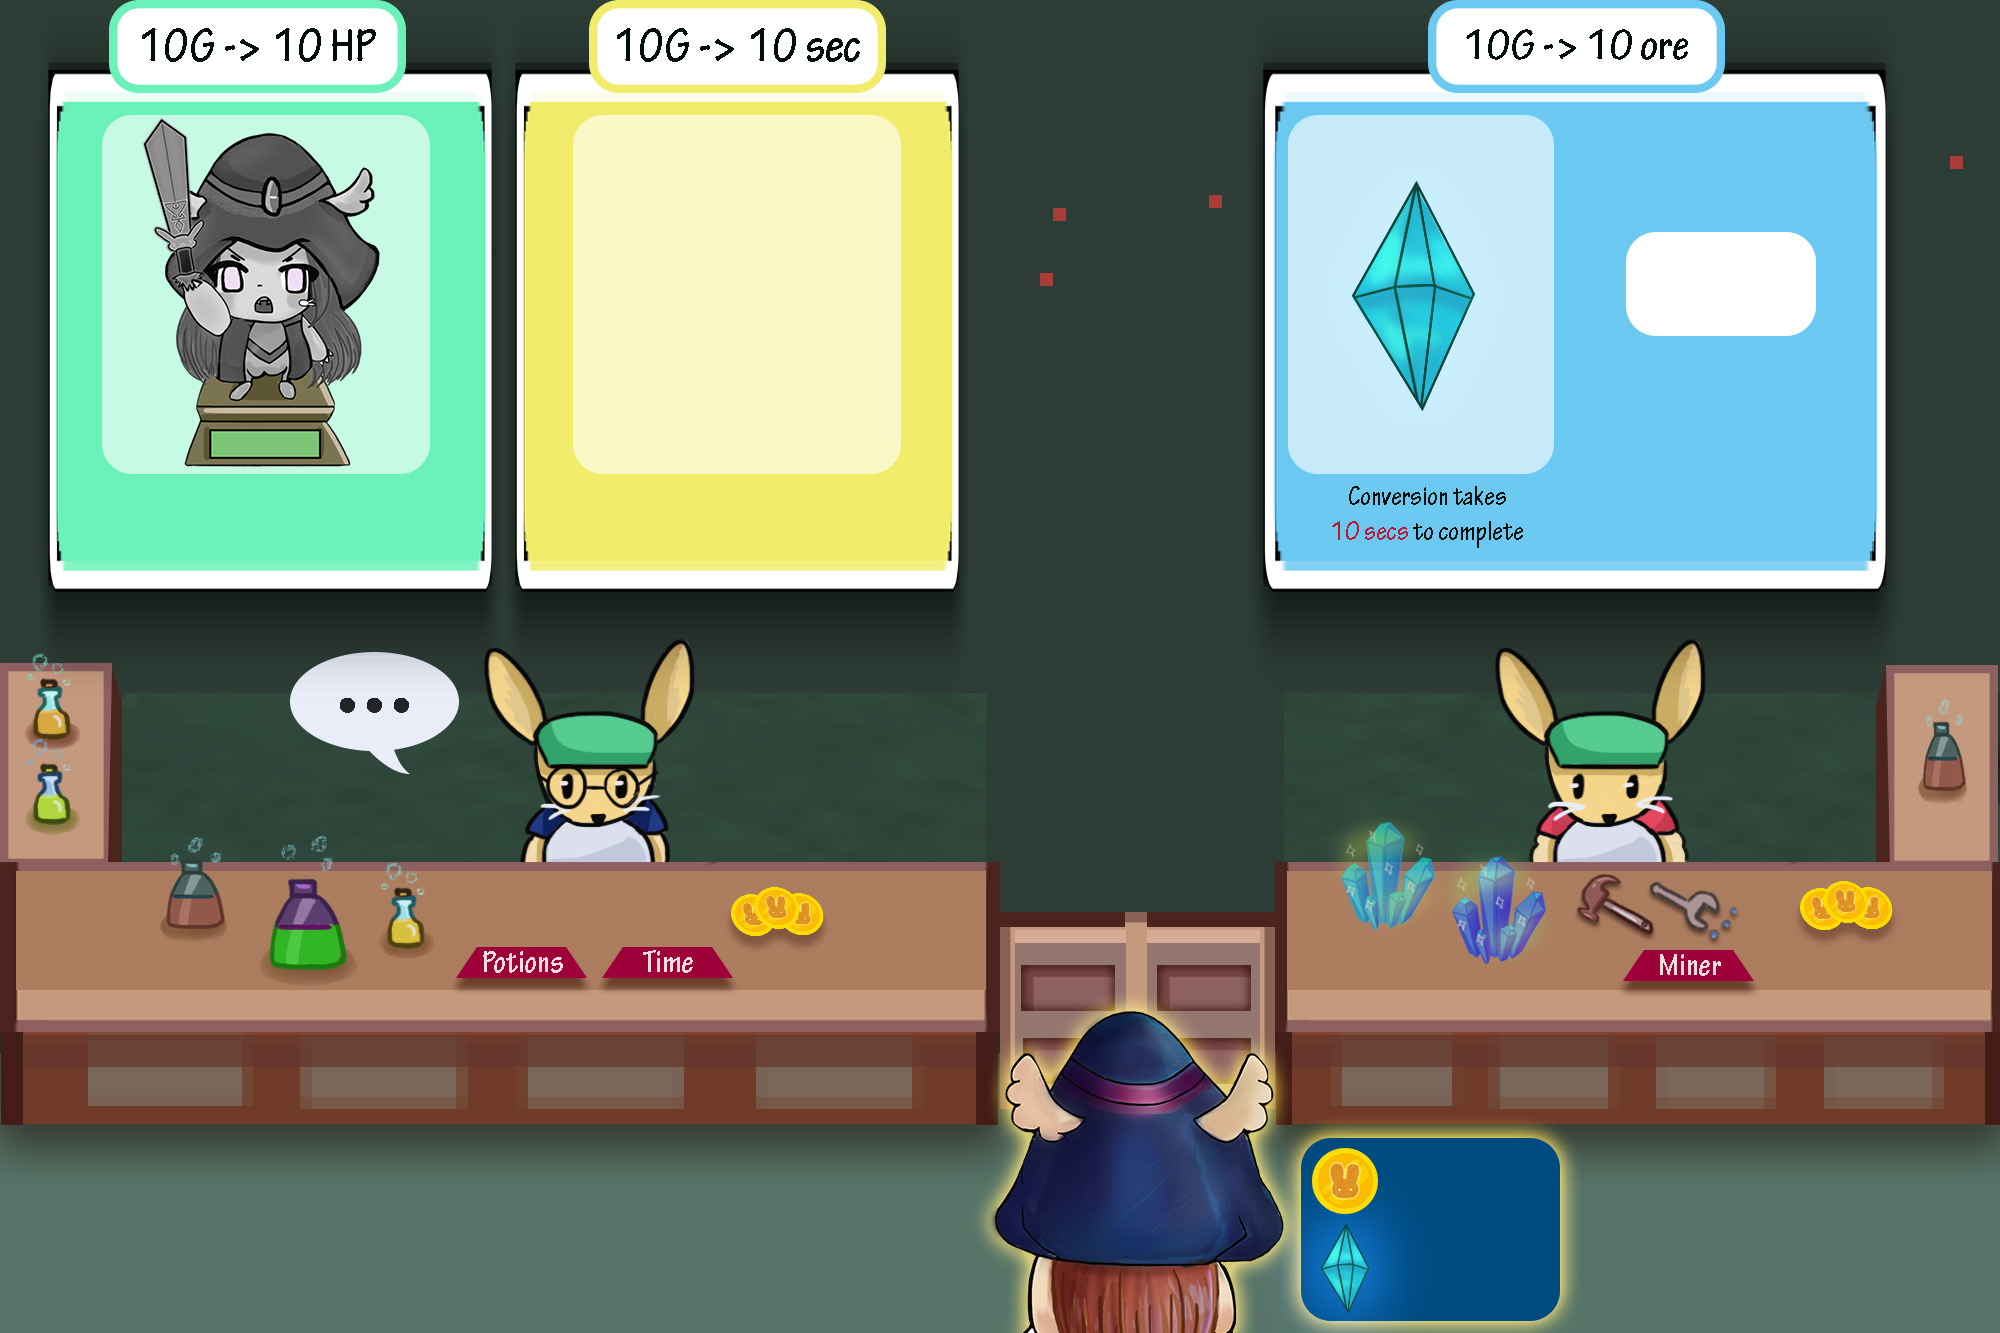 10G -> 10 HP
10G -> 10 sec
10G -> 10 ore
Conversion takes
10 secs to complete
...
Potions
Time
Miner